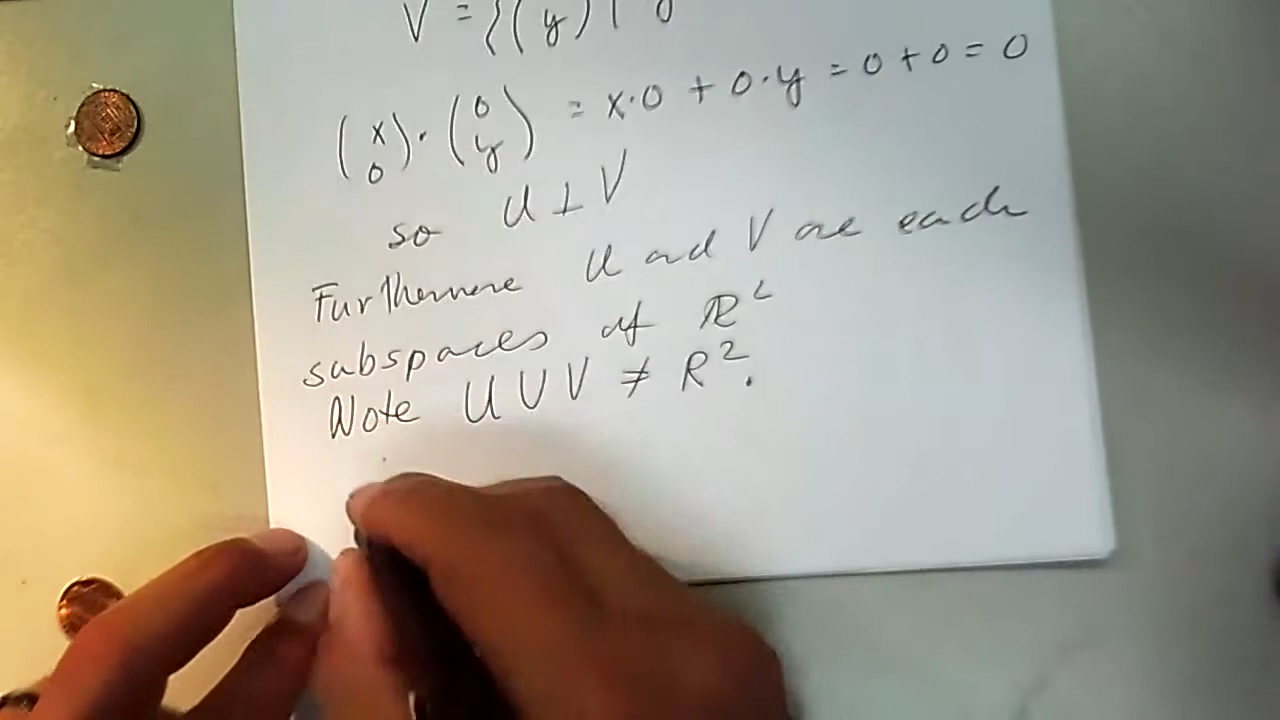 V = {( y ) | y
( x 0 ) · ( 0 y ) = x·0 + 0·y = 0 + 0 = 0
so U ⊥ V
Furthermore U and V are each
subspaces of ℝ²
Note U ∪ V ≠ ℝ².